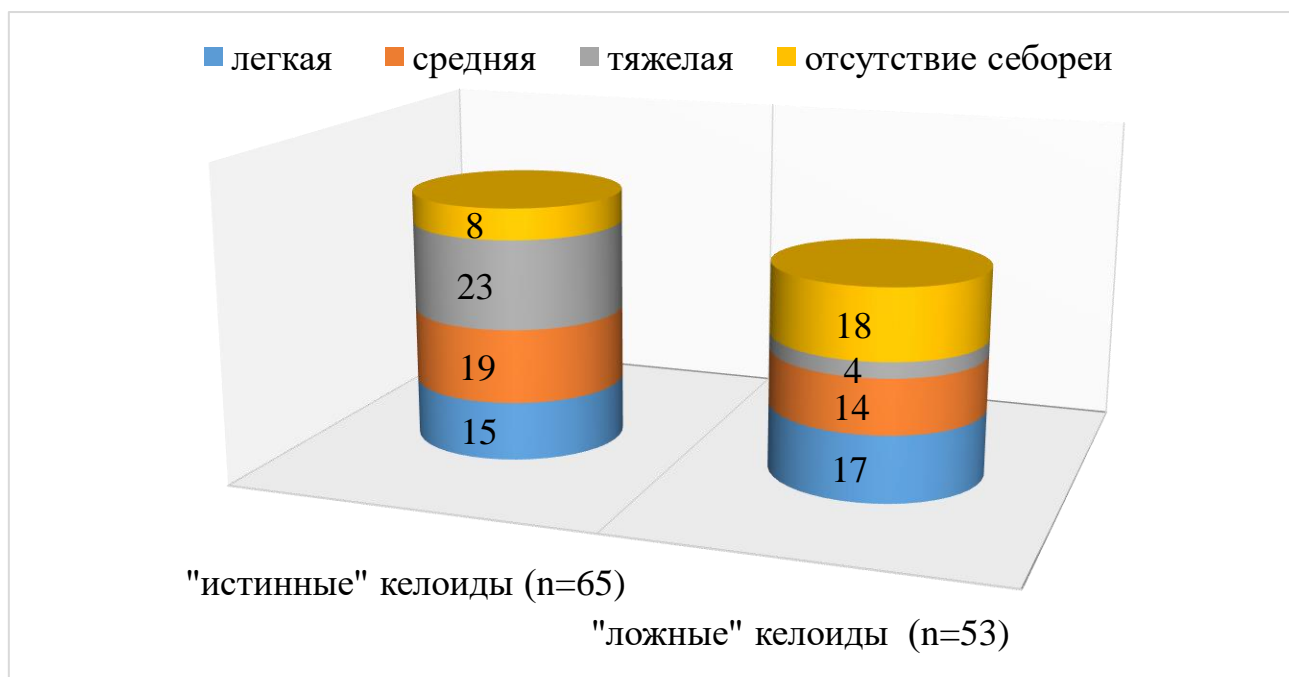 легкая средняя тяжелая отсутствие себореи
8
23
19
15
18
4
14
17
"истинные" келоиды (n=65)
"ложные" келоиды (n=53)